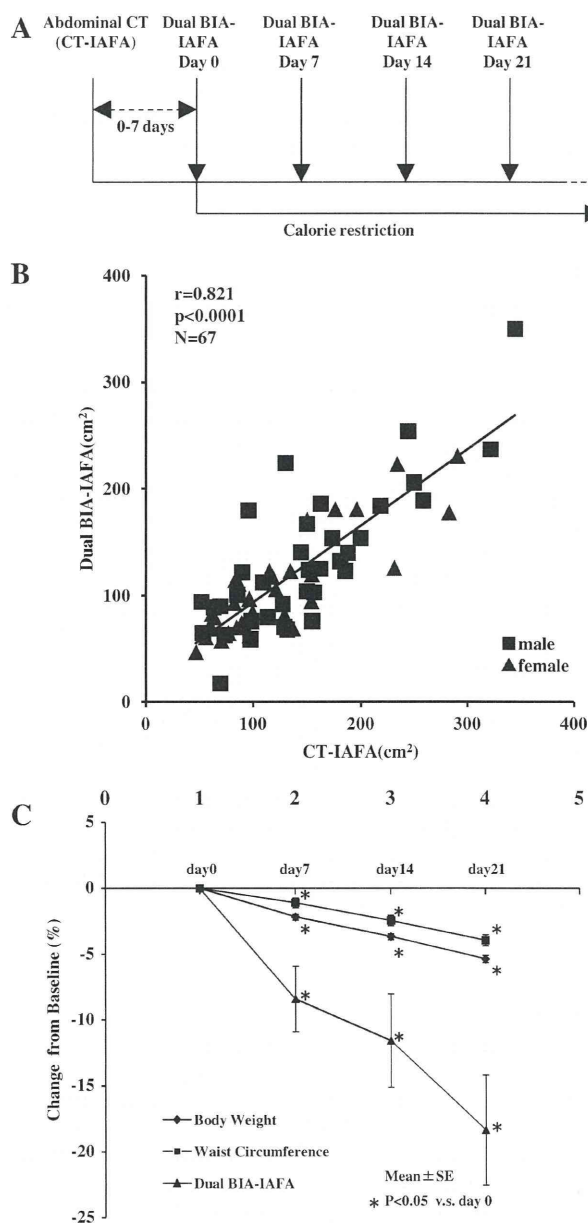 A
Abdominal CT
(CT-IAFA)
Dual BIA-
IAFA
Day 0
Dual BIA-
IAFA
Day 7
Dual BIA-
IAFA
Day 14
Dual BIA-
IAFA
Day 21
0-7 days
Calorie restriction
B
r=0.821
p<0.0001
N=67
400
300
200
100
0
Dual BIA-IAFA(cm²)
male
female
0 100 200 300 400
CT-IAFA(cm²)
C
0 1 2 3 4 5
5
0
-5
-10
-15
-20
-25
Change from Baseline (%)
day0 day7 day14 day21
* * *
* * *
* * *
Body Weight
Waist Circumference
Dual BIA-IAFA
Mean±SE
* P<0.05 v.s. day 0